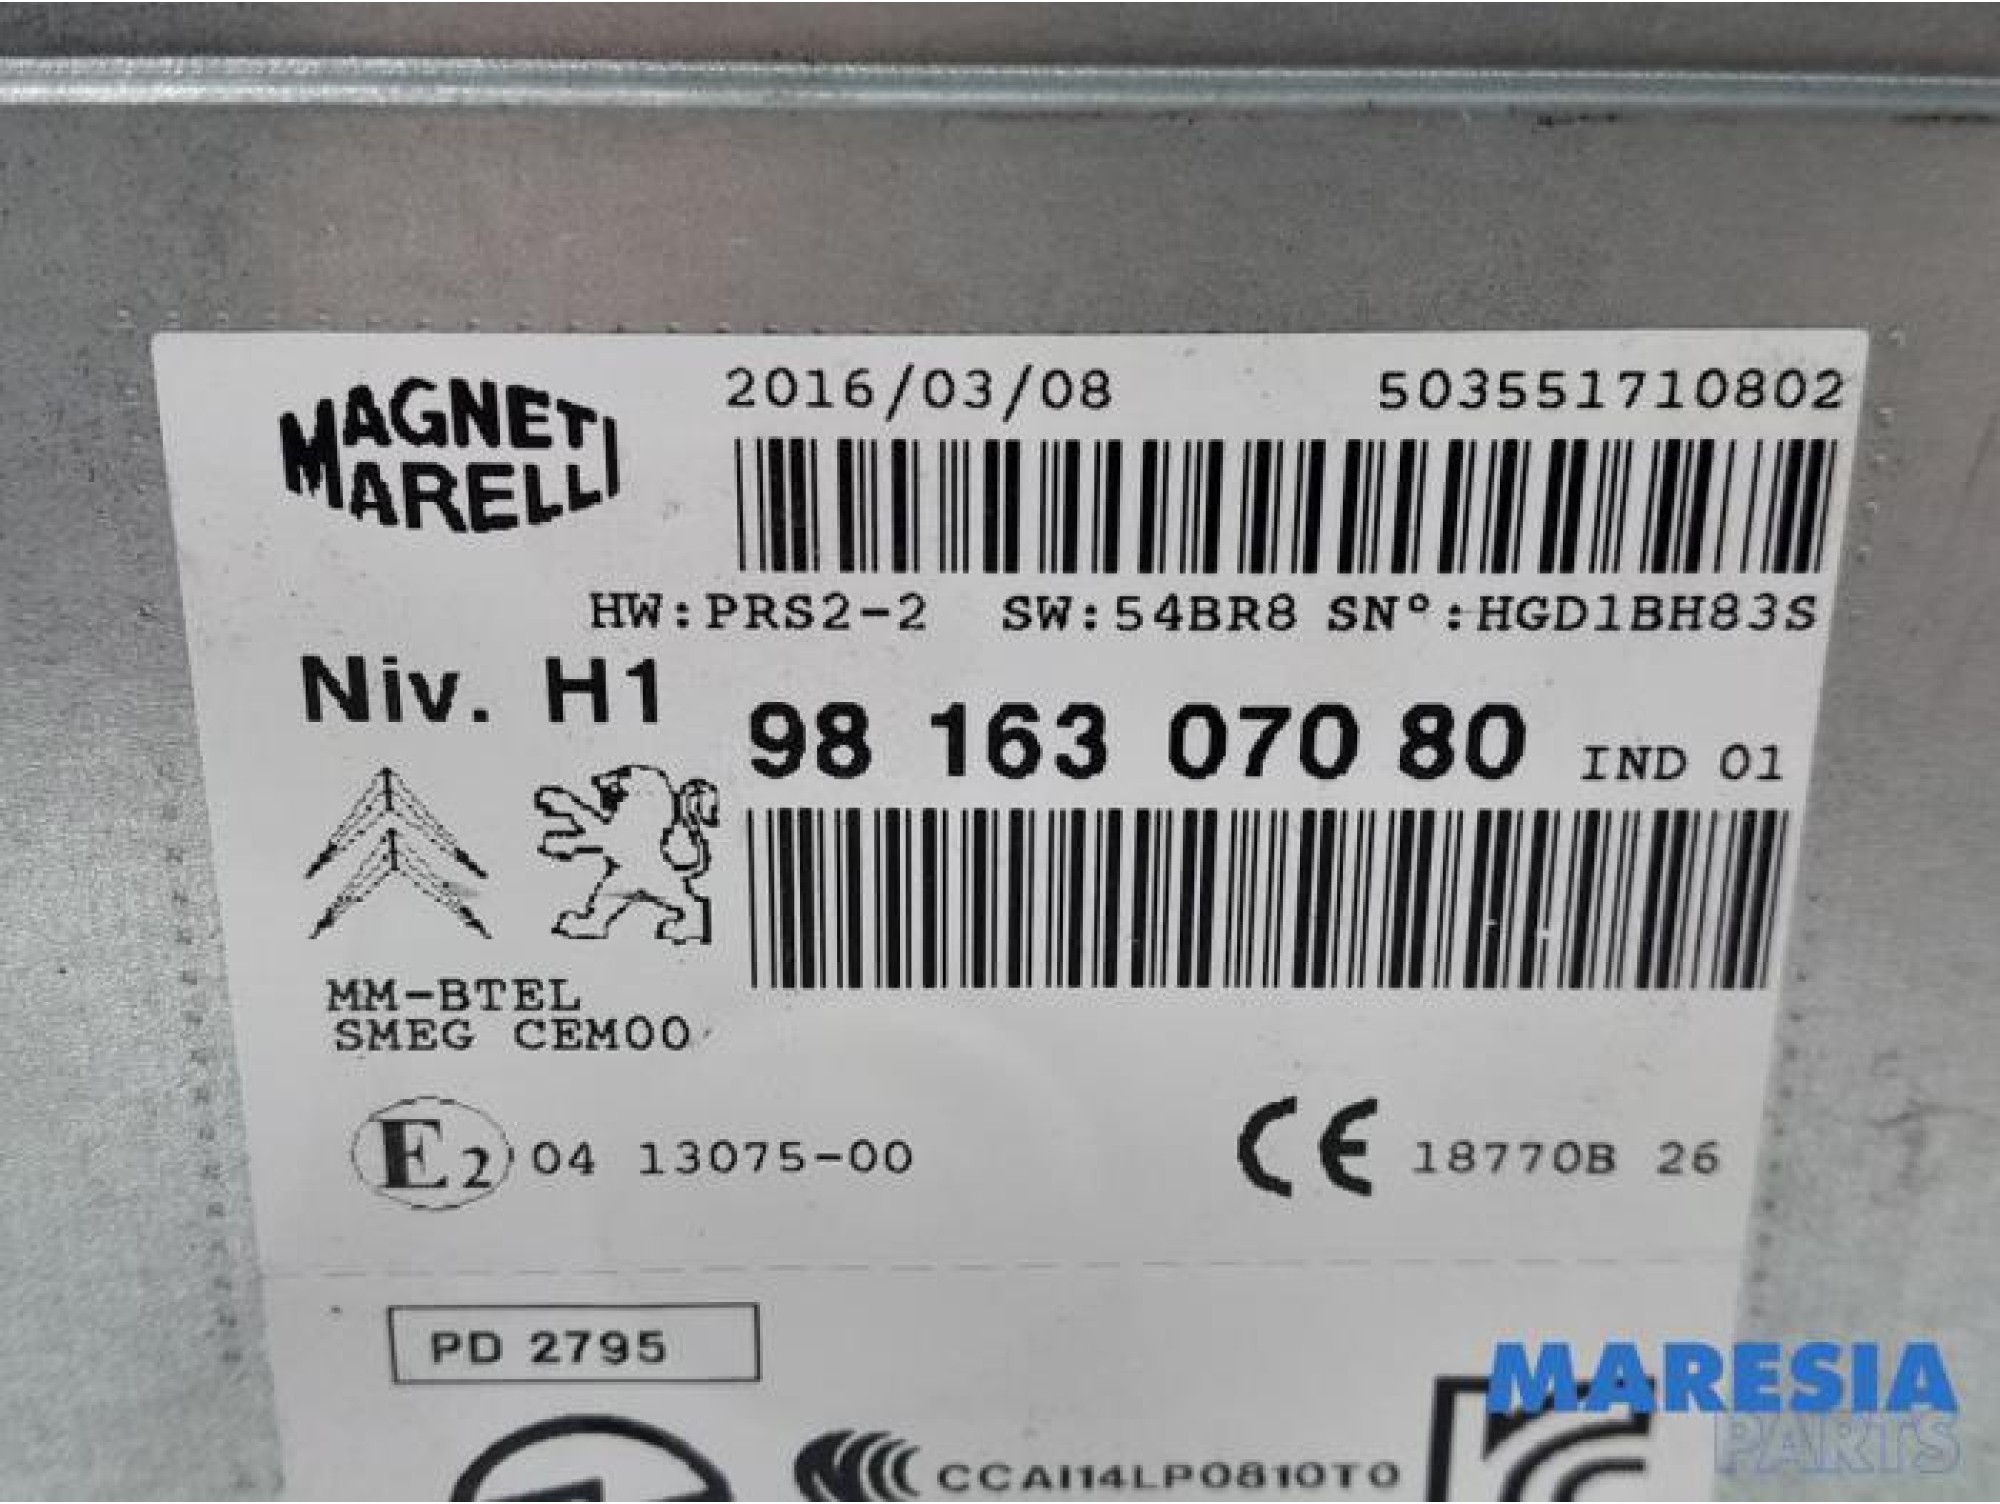 MAGNETI
MARELLI
2016/03/08 503551710802
HW:PRS2-2 SW:54BR8 SN°:HGD1BH83S
Niv. H1
98 163 070 80 IND 01
MM-BTEL
SMEG CEM00
E2 04 13075-00
CE 18770B 26
PD 2795
CCAI14LP0810T0
MARESIA
PARTS